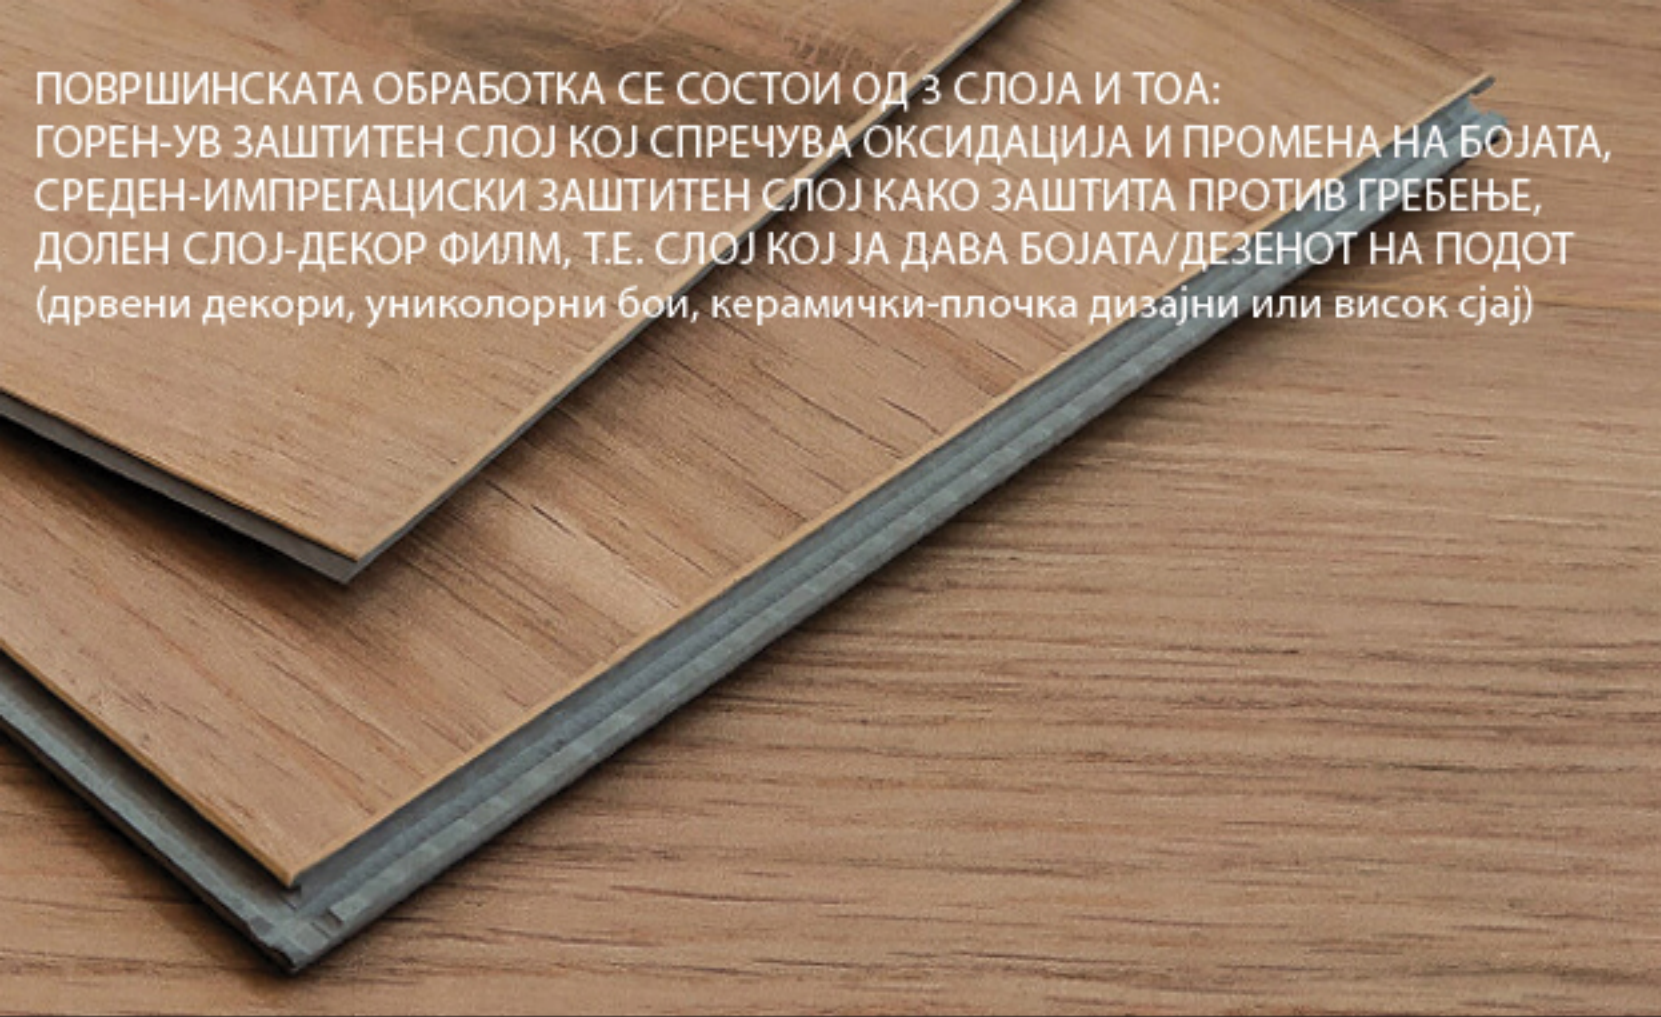 ПОВРШИНСКАТА ОБРАБОТКА СЕ СОСТОИ ОД 3 СЛОЈА И ТОА:
ГОРЕН-УВ ЗАШТИТЕН СЛОЈ КОЈ СПРЕЧУВА ОКСИДАЦИЈА И ПРОМЕНА НА БОЈАТА,
СРЕДЕН-ИМПРЕГАЦИСКИ ЗАШТИТЕН СЛОЈ КАКО ЗАШТИТА ПРОТИВ ГРЕБЕЊЕ,
ДОЛЕН СЛОЈ-ДЕКОР ФИЛМ, Т.Е. СЛОЈ КОЈ ЈА ДАВА БОЈАТА/ДЕЗЕНОТ НА ПОДОТ
(дрвени декори, униколорни бои, керамички-плочка дизајни или висок сјај)